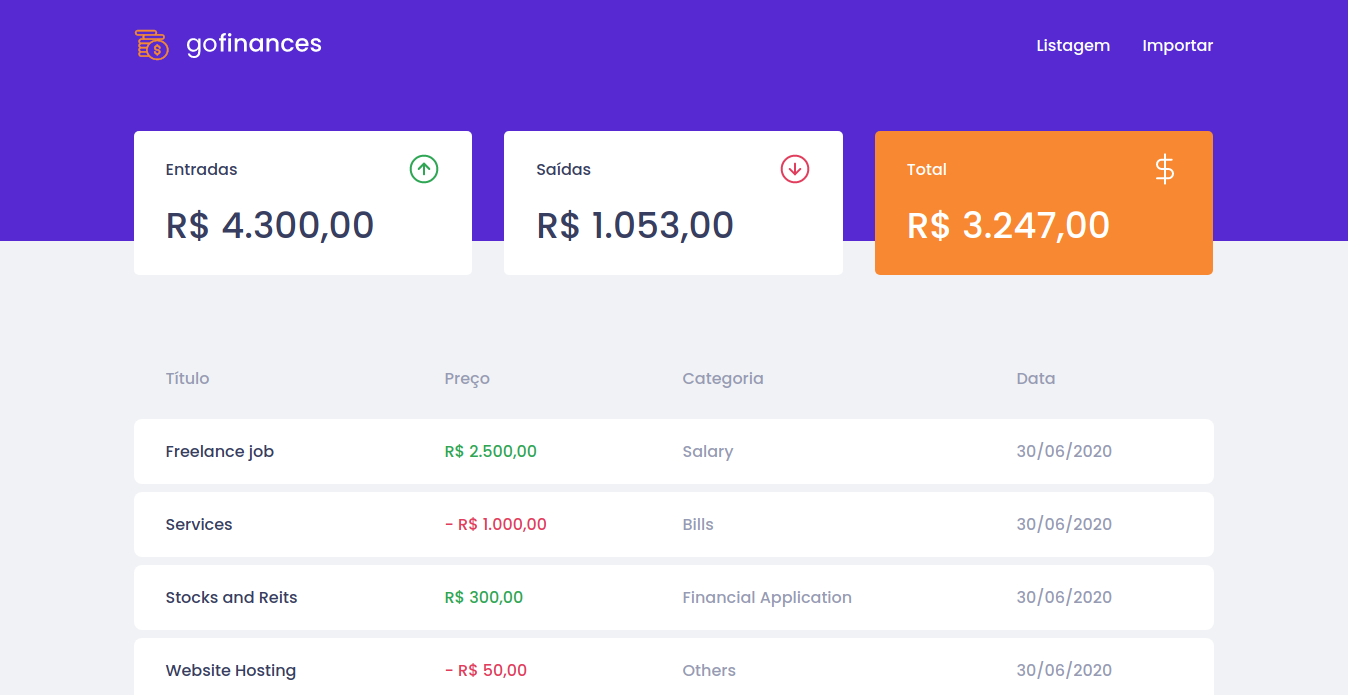 gofinances Listagem Importar
Entradas Saídas Total
R$ 4.300,00 R$ 1.053,00 R$ 3.247,00
Título Preço Categoria Data
Freelance job R$ 2.500,00 Salary 30/06/2020
Services - R$ 1.000,00 Bills 30/06/2020
Stocks and Reits R$ 300,00 Financial Application 30/06/2020
Website Hosting - R$ 50,00 Others 30/06/2020